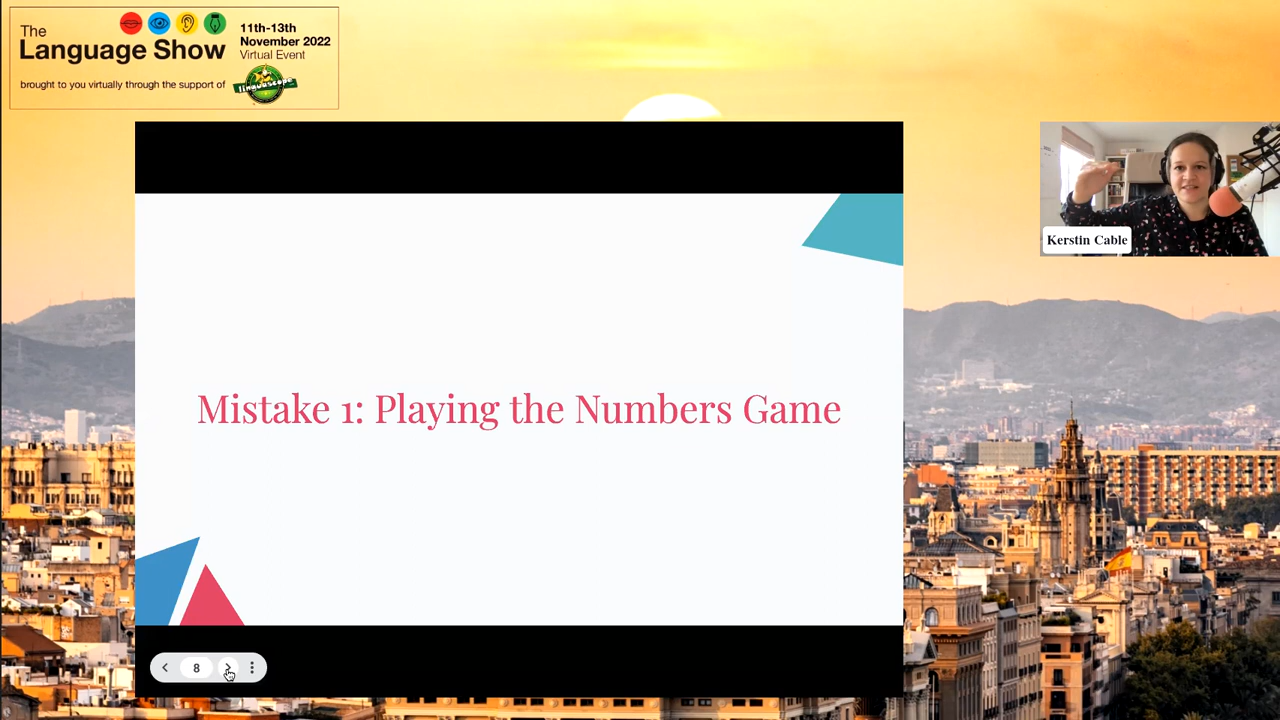 The
Language Show
11th-13th
November 2022
Virtual Event
brought to you virtually through the support of
linguascope
Kerstin Cable
Mistake 1: Playing the Numbers Game
8